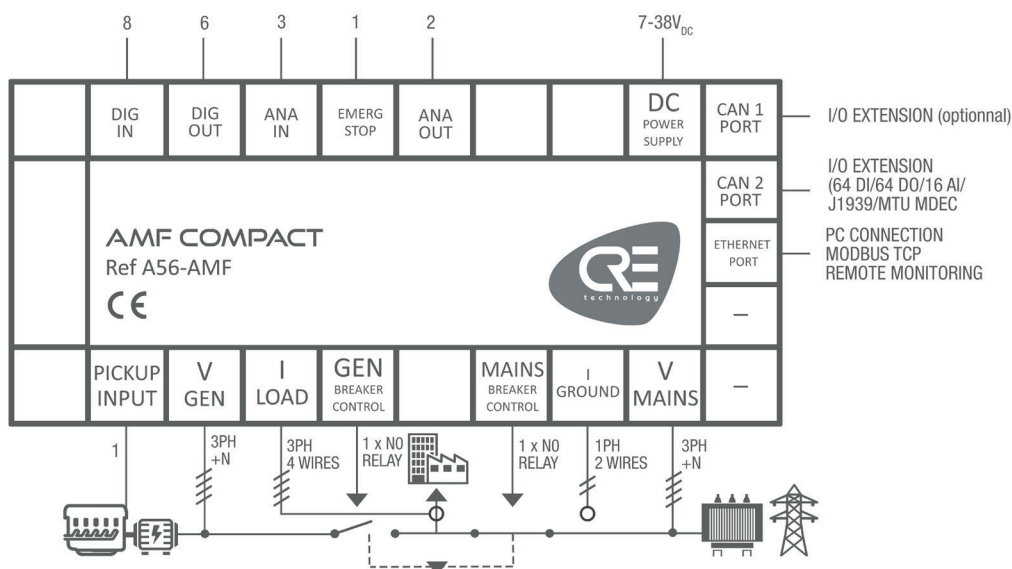 8
6
3
1
2
7-38VDC
DIG
IN
DIG
OUT
ANA
IN
EMERG
STOP
ANA
OUT
DC
POWER
SUPPLY
CAN 1
PORT
I/O EXTENSION (optionnal)
CAN 2
PORT
I/O EXTENSION
(64 DI/64 DO/16 AI/
J1939/MTU MDEC
ETHERNET
PORT
PC CONNECTION
MODBUS TCP
REMOTE MONITORING
AMF COMPACT
Ref A56-AMF
CE
CRE
technology
–
–
PICKUP
INPUT
V
GEN
I
LOAD
GEN
BREAKER
CONTROL
MAINS
BREAKER
CONTROL
I
GROUND
V
MAINS
1
3PH
+N
3PH
4 WIRES
1 x NO
RELAY
1 x NO
RELAY
1PH
2 WIRES
3PH
+N